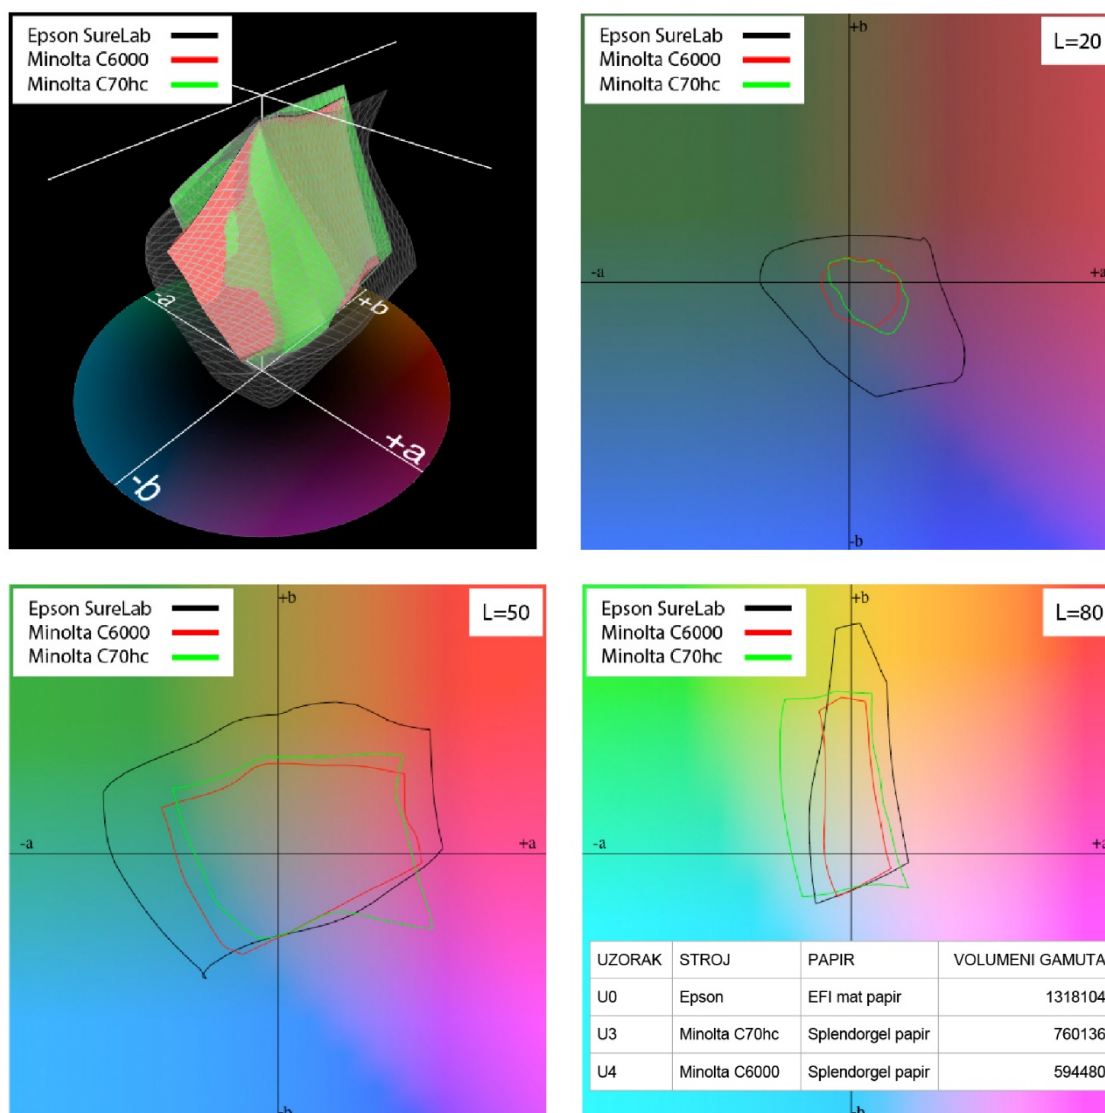 Epson SureLab
Minolta C6000
Minolta C70hc
-a
+b
+a
-b
Epson SureLab
Minolta C6000
Minolta C70hc
L=20
+b
-a
+a
-b
Epson SureLab
Minolta C6000
Minolta C70hc
L=50
+b
-a
+a
-b
Epson SureLab
Minolta C6000
Minolta C70hc
L=80
+b
-a
+a
UZORAK STROJ PAPIR VOLUMENI GAMUTA
U0 Epson EFI mat papir 1318104
U3 Minolta C70hc Splendorgel papir 760136
U4 Minolta C6000 Splendorgel papir 594480
-b